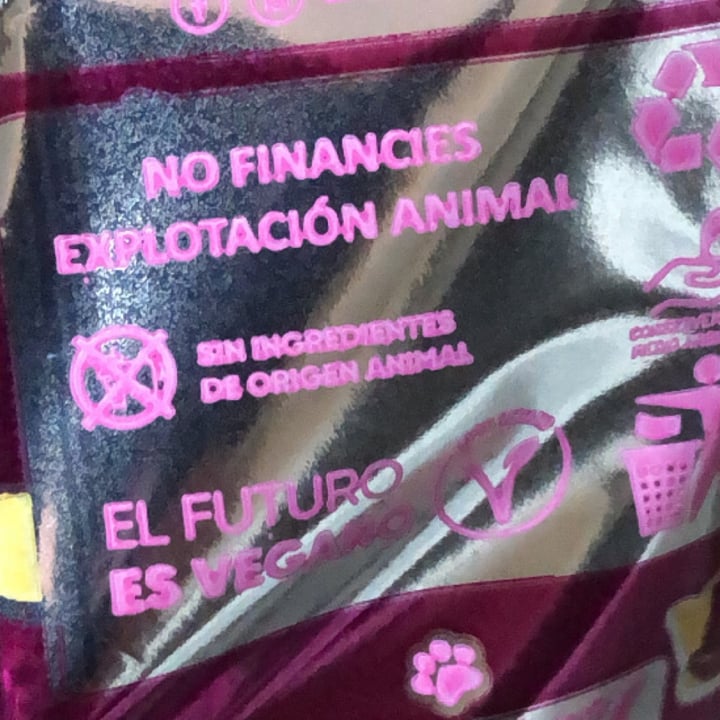 NO FINANCIES
EXPLOTACIÓN ANIMAL
SIN INGREDIENTES
DE ORIGEN ANIMAL
EL FUTURO
ES VEGANO